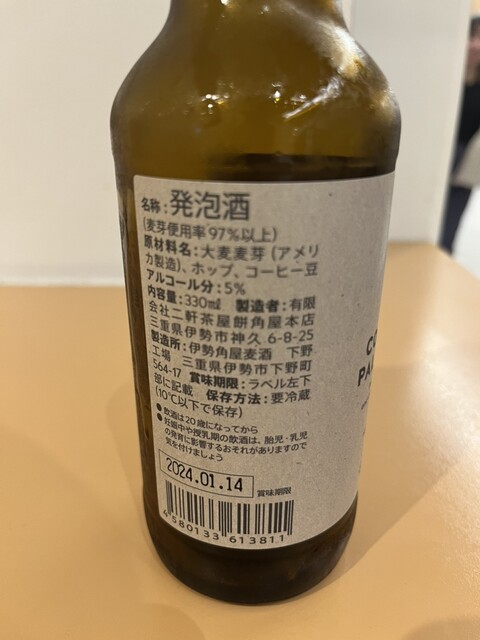 名称:発泡酒
(麦芽使用率97%以上)
原材料名:大麦麦芽(アメリ
カ製造)、ホップ、コーヒー豆
アルコール分:5%
内容量:330㎖ 製造者:有限
会社二軒茶屋餅角屋本店
三重県伊勢市神久6-8-25
製造所:伊勢角屋麦酒 下野
工場 三重県伊勢市下野町
564-17 賞味期限:ラベル左下
部に記載 保存方法:要冷蔵
(10℃以下で保存)
●飲酒は20歳になってから
●妊娠中や授乳期の飲酒は、胎児・乳児
の発育に影響するおそれがありますので
気を付けましょう
2024.01.14
賞味期限
4 580133 613811
PA